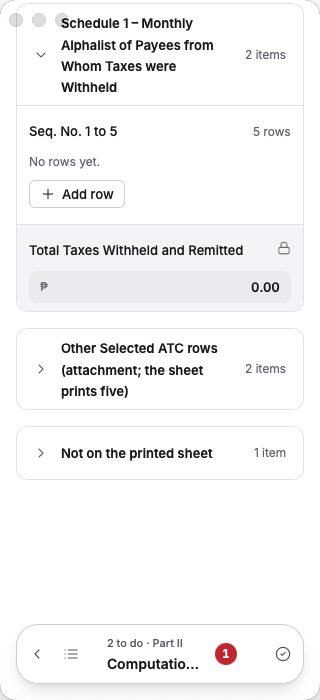 Schedule 1 – Monthly
Alphalist of Payees from
Whom Taxes were
Withheld
2 items
Seq. No. 1 to 5
5 rows
No rows yet.
Add row
Total Taxes Withheld and Remitted
₱
0.00
Other Selected ATC rows
(attachment; the sheet
prints five)
2 items
Not on the printed sheet
1 item
2 to do · Part II
Computatio...
1